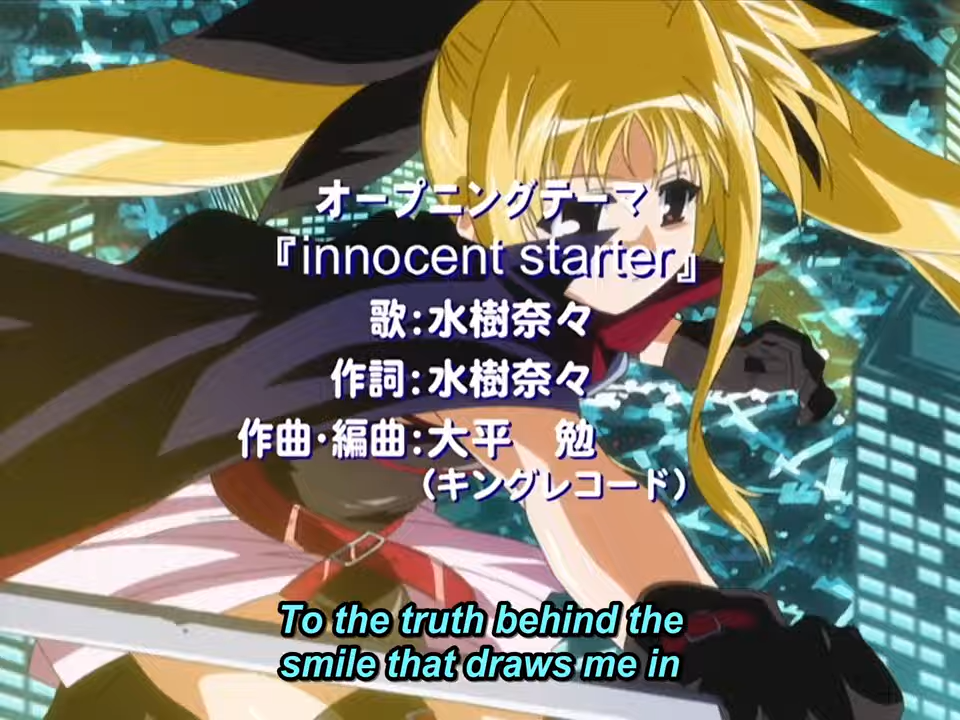 オープニングテーマ
『innocent starter』
歌:水樹奈々
作詞:水樹奈々
作曲・編曲:大平　勉
(キングレコード)
To the truth behind the
smile that draws me in